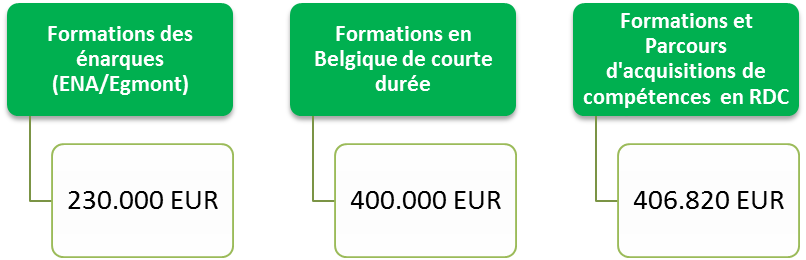 Formations des
énarques
(ENA/Egmont)
230.000 EUR
Formations en
Belgique de courte
durée
400.000 EUR
Formations et
Parcours
d'acquisitions de
compétences en RDC
406.820 EUR